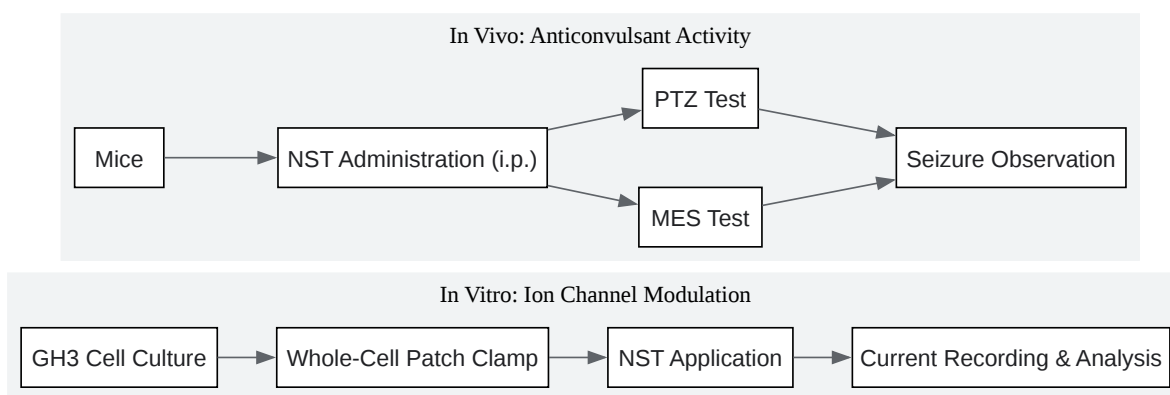 In Vivo: Anticonvulsant Activity
PTZ Test
Mice
NST Administration (i.p.)
Seizure Observation
MES Test
In Vitro: Ion Channel Modulation
GH3 Cell Culture
Whole-Cell Patch Clamp
NST Application
Current Recording & Analysis